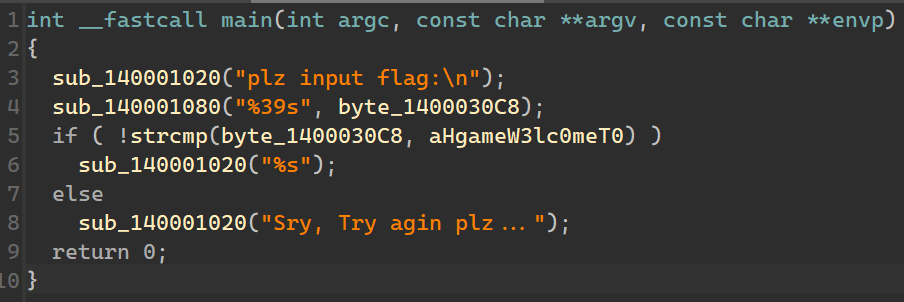 1 int __fastcall main(int argc, const char **argv, const char **envp)
2 {
3   sub_140001020("plz input flag:\n");
4   sub_140001080("%39s", byte_1400030C8);
5   if ( !strcmp(byte_1400030C8, aHgameW3lc0meT0) )
6     sub_140001020("%s");
7   else
8     sub_140001020("Sry, Try agin plz...");
9   return 0;
10 }